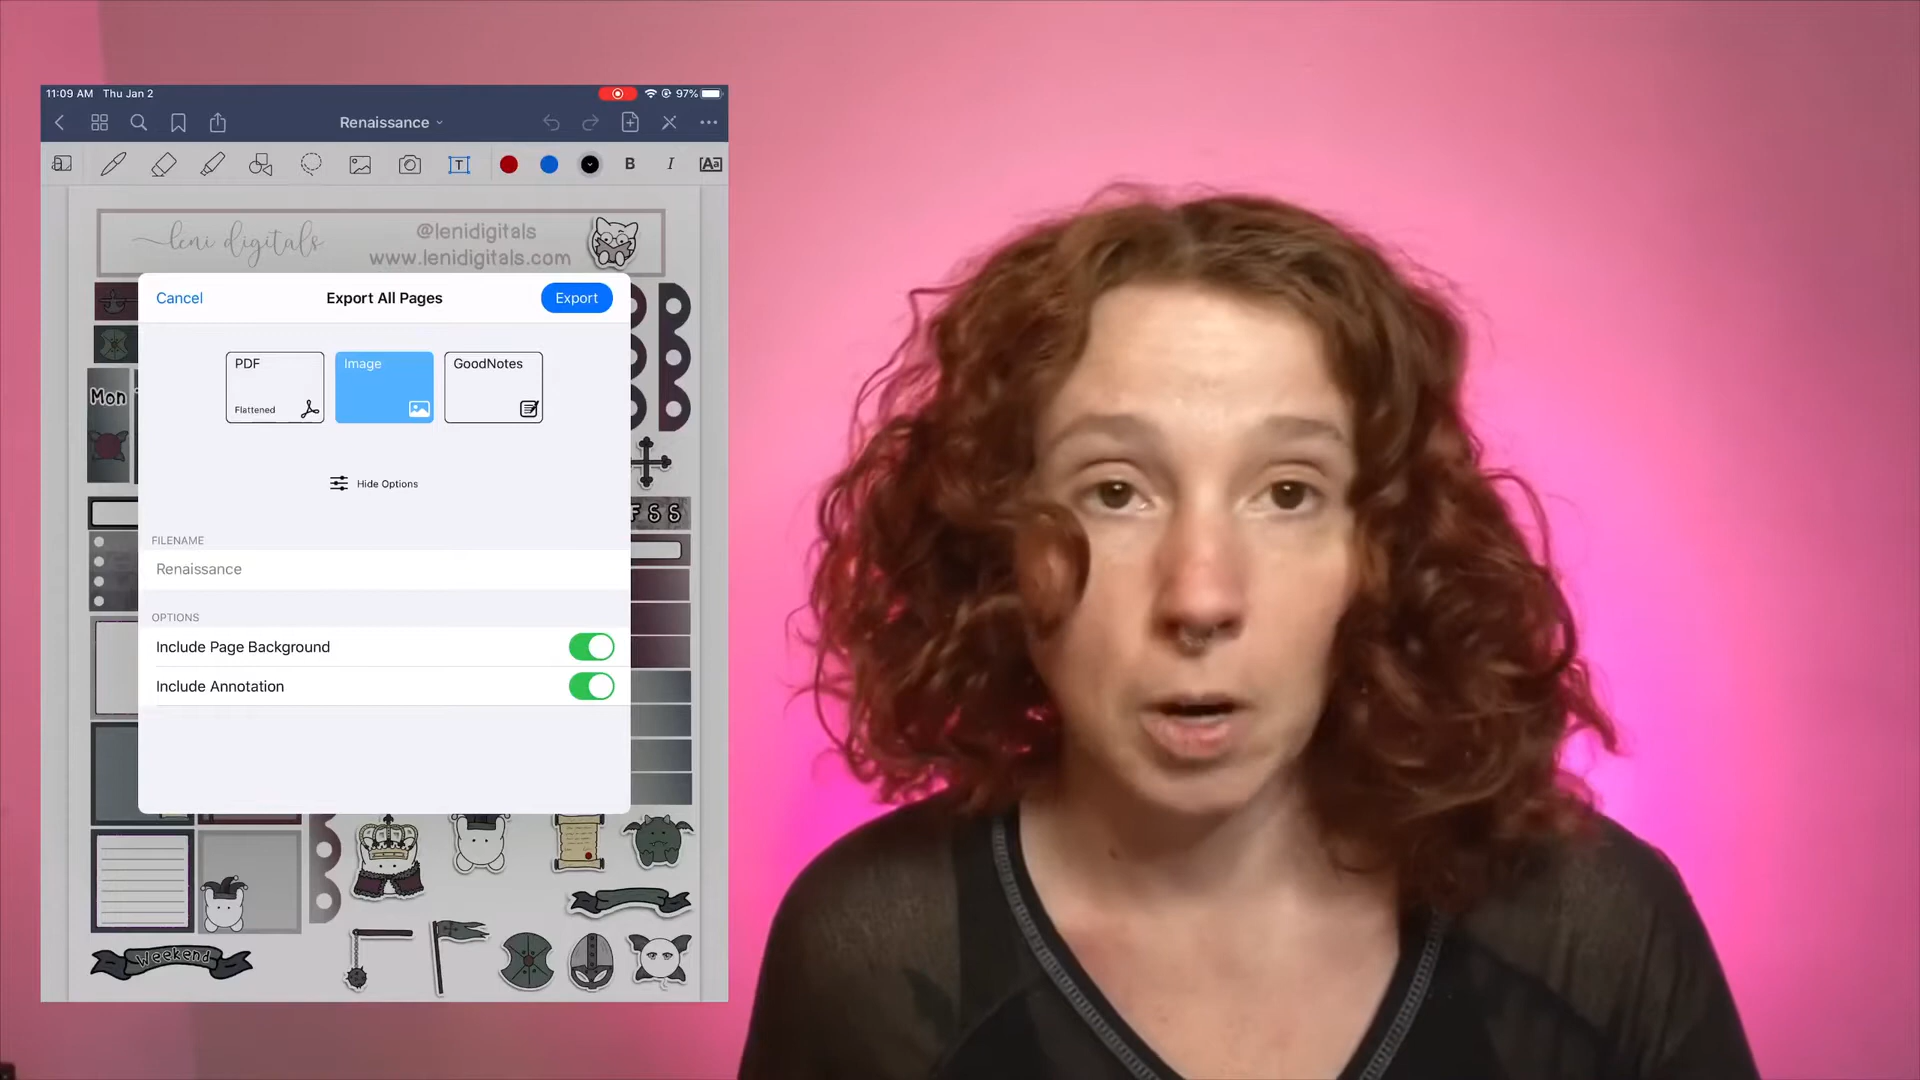 11:09 AM Thu Jan 2
97%
Renaissance
T
B
I
Aa
leni digitals
@lenidigitals
www.lenidigitals.com
Cancel
Export All Pages
Export
PDF
Image
GoodNotes
Flattened
Mon
Hide Options
F S S
FILENAME
Renaissance
OPTIONS
Include Page Background
Include Annotation
Weekend